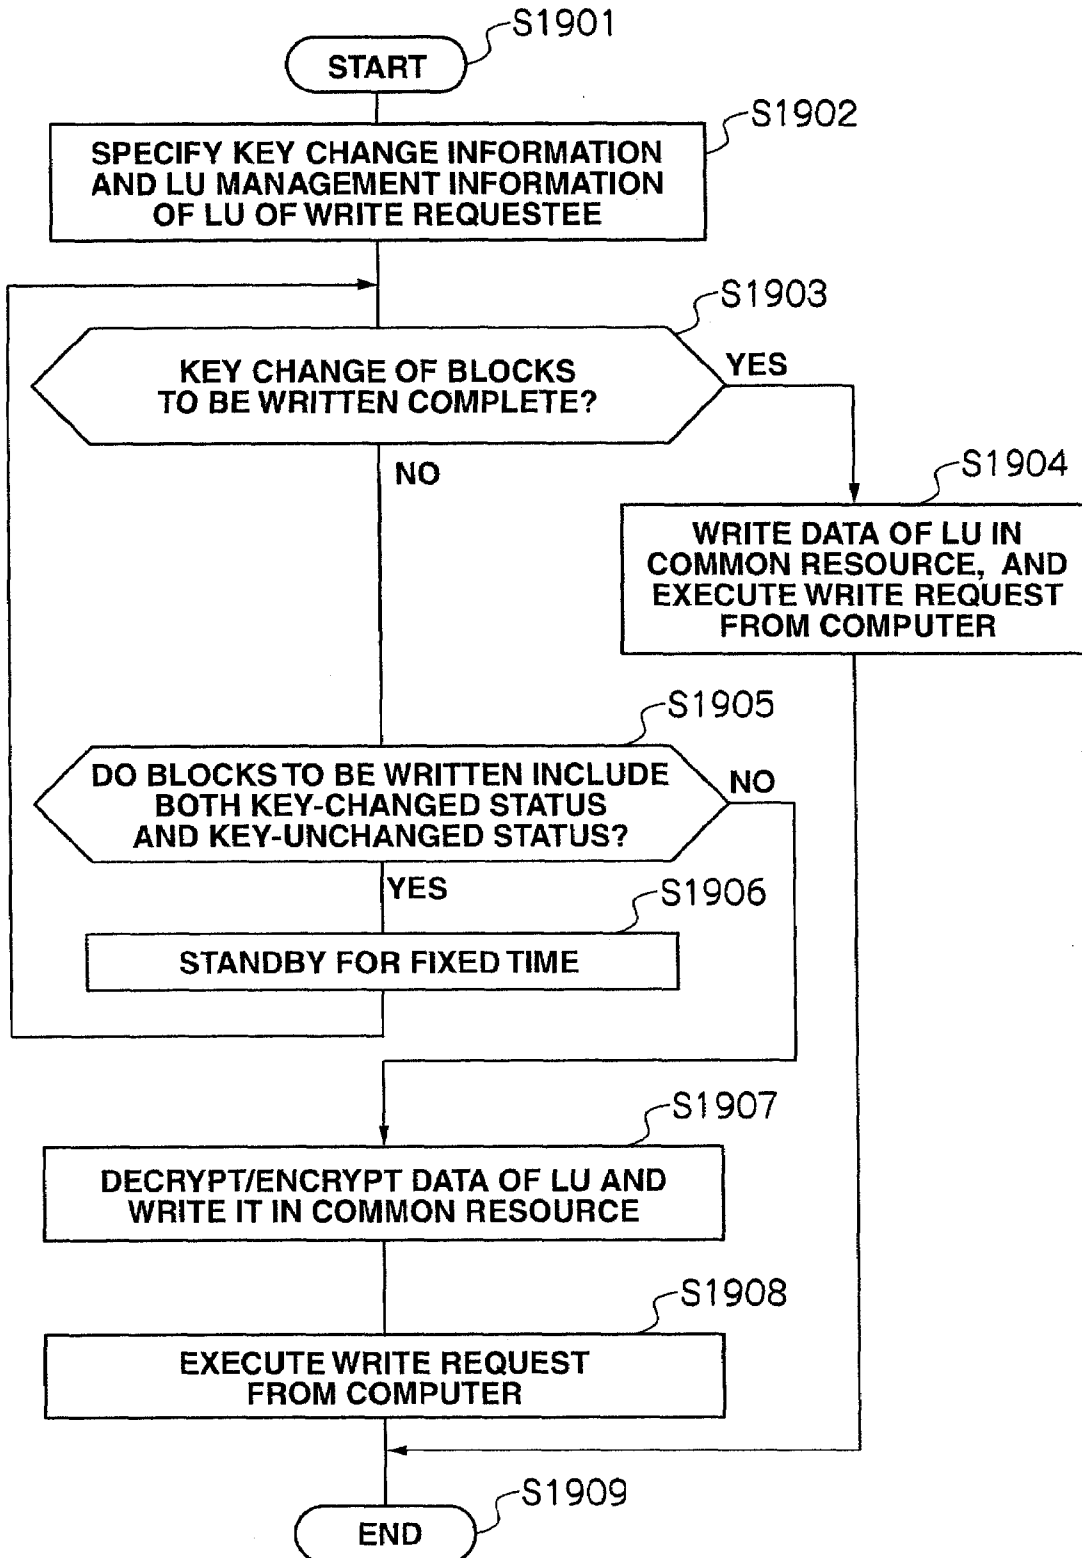 S1901
START
S1902
SPECIFY KEY CHANGE INFORMATION
AND LU MANAGEMENT INFORMATION
OF LU OF WRITE REQUESTEE
S1903
KEY CHANGE OF BLOCKS
TO BE WRITTEN COMPLETE?
YES
NO
S1904
WRITE DATA OF LU IN
COMMON RESOURCE, AND
EXECUTE WRITE REQUEST
FROM COMPUTER
S1905
DO BLOCKS TO BE WRITTEN INCLUDE
BOTH KEY-CHANGED STATUS
AND KEY-UNCHANGED STATUS?
NO
YES
S1906
STANDBY FOR FIXED TIME
S1907
DECRYPT/ENCRYPT DATA OF LU AND
WRITE IT IN COMMON RESOURCE
S1908
EXECUTE WRITE REQUEST
FROM COMPUTER
S1909
END